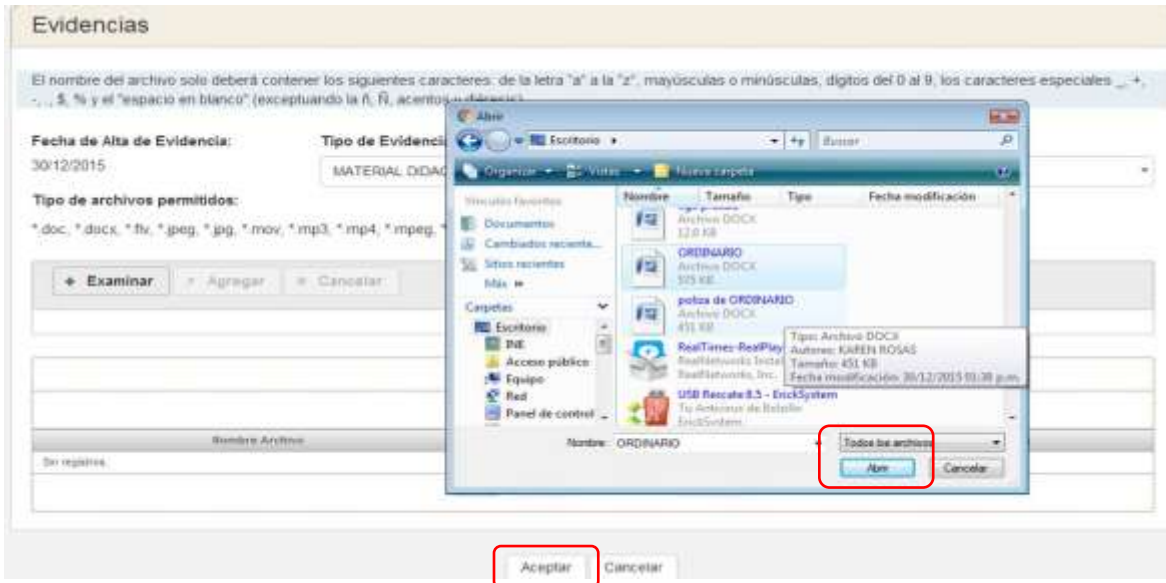 Evidencias
El nombre del archivo solo deberá contener los siguientes caracteres: de la letra "a" a la "z", mayúsculas o minúsculas, dígitos del 0 al 9, los caracteres especiales _, +,
-, ., $, % y el "espacio en blanco" (exceptuando la ñ, Ñ, acentos
Fecha de Alta de Evidencia:
Tipo de Evidencia
30/12/2015
MATERIAL DIDAC
Tipo de archivos permitidos:
*.doc, *.docx, *.flv, *.jpeg, *.jpg, *.mov, *.mp3, *.mp4, *.mpeg,
+ Examinar
Agregar
Cancelar
Nombre Archivo
Sin registros.
Abrir
Escritorio
Buscar
Organizar
Vistas
Nueva carpeta
Vínculos favoritos
Documentos
Cambiados reciente...
Sitios recientes
Más »
Carpetas
Escritorio
INE
Acceso público
Equipo
Red
Panel de control
Nombre
Tamaño
Tipo
Fecha modificación
Archivo DOCX
12.0 KB
ORDINARIO
Archivo DOCX
505 KB
poliza de ORDINARIO
Archivo DOCX
451 KB
RealTimes-RealPlay
RealNetworks Instal
RealNetworks, Inc.
USB Rescate 8.5 - ErickSystem
Tu Antivirus de Bolsillo
ErickSystem
Tipo: Archivo DOCX
Autores: KAREN ROSAS
Tamaño: 451 KB
Fecha modificación: 30/12/2015 01:38 p.m.
Nombre: ORDINARIO
Todos los archivos
Abrir
Cancelar
Aceptar
Cancelar